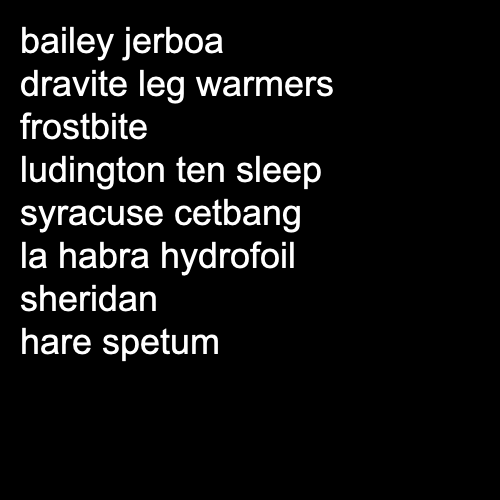 bailey jerboa
dravite leg warmers
frostbite
ludington ten sleep
syracuse cetbang
la habra hydrofoil
sheridan
hare spetum